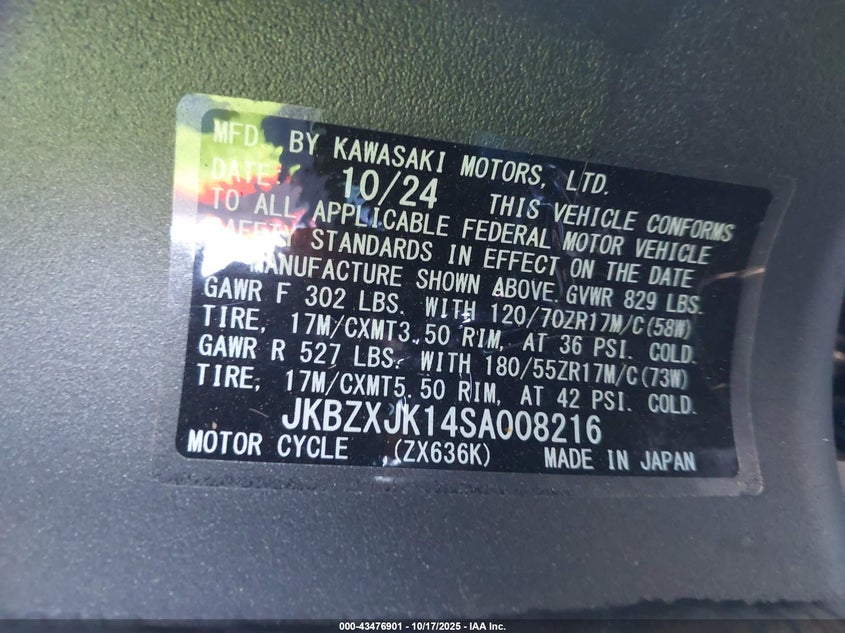 MFD. BY KAWASAKI MOTORS, LTD.
DATE: 10/24 THIS VEHICLE CONFORMS
TO ALL APPLICABLE FEDERAL MOTOR VEHICLE
SAFETY STANDARDS IN EFFECT ON THE DATE
MANUFACTURE SHOWN ABOVE. GVWR 829 LBS.
GAWR F 302 LBS. WITH 120/70ZR17M/C(58W)
TIRE, 17M/CXMT3.50 RIM, AT 36 PSI. COLD.
GAWR R 527 LBS. WITH 180/55ZR17M/C(73W)
TIRE, 17M/CXMT5.50 RIM, AT 42 PSI. COLD.
JKBZXJK14SA008216
MOTOR CYCLE (ZX636K) MADE IN JAPAN
000-43476901 - 10/17/2025 - IAA Inc.